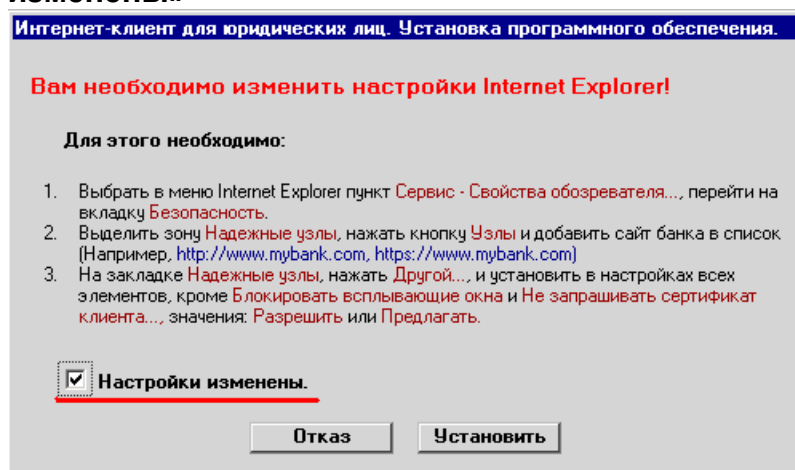 Интернет-клиент для юридических лиц. Установка программного обеспечения.
Вам необходимо изменить настройки Internet Explorer!
Для этого необходимо:
1. Выбрать в меню Internet Explorer пункт Сервис - Свойства обозревателя..., перейти на
вкладку Безопасность.
2. Выделить зону Надежные узлы, нажать кнопку Узлы и добавить сайт банка в список
(Например, http://www.mybank.com, https://www.mybank.com)
3. На закладке Надежные узлы, нажать Другой..., и установить в настройках всех
элементов, кроме Блокировать всплывающие окна и Не запрашивать сертификат
клиента..., значения: Разрешить или Предлагать.
Настройки изменены.
Отказ Установить